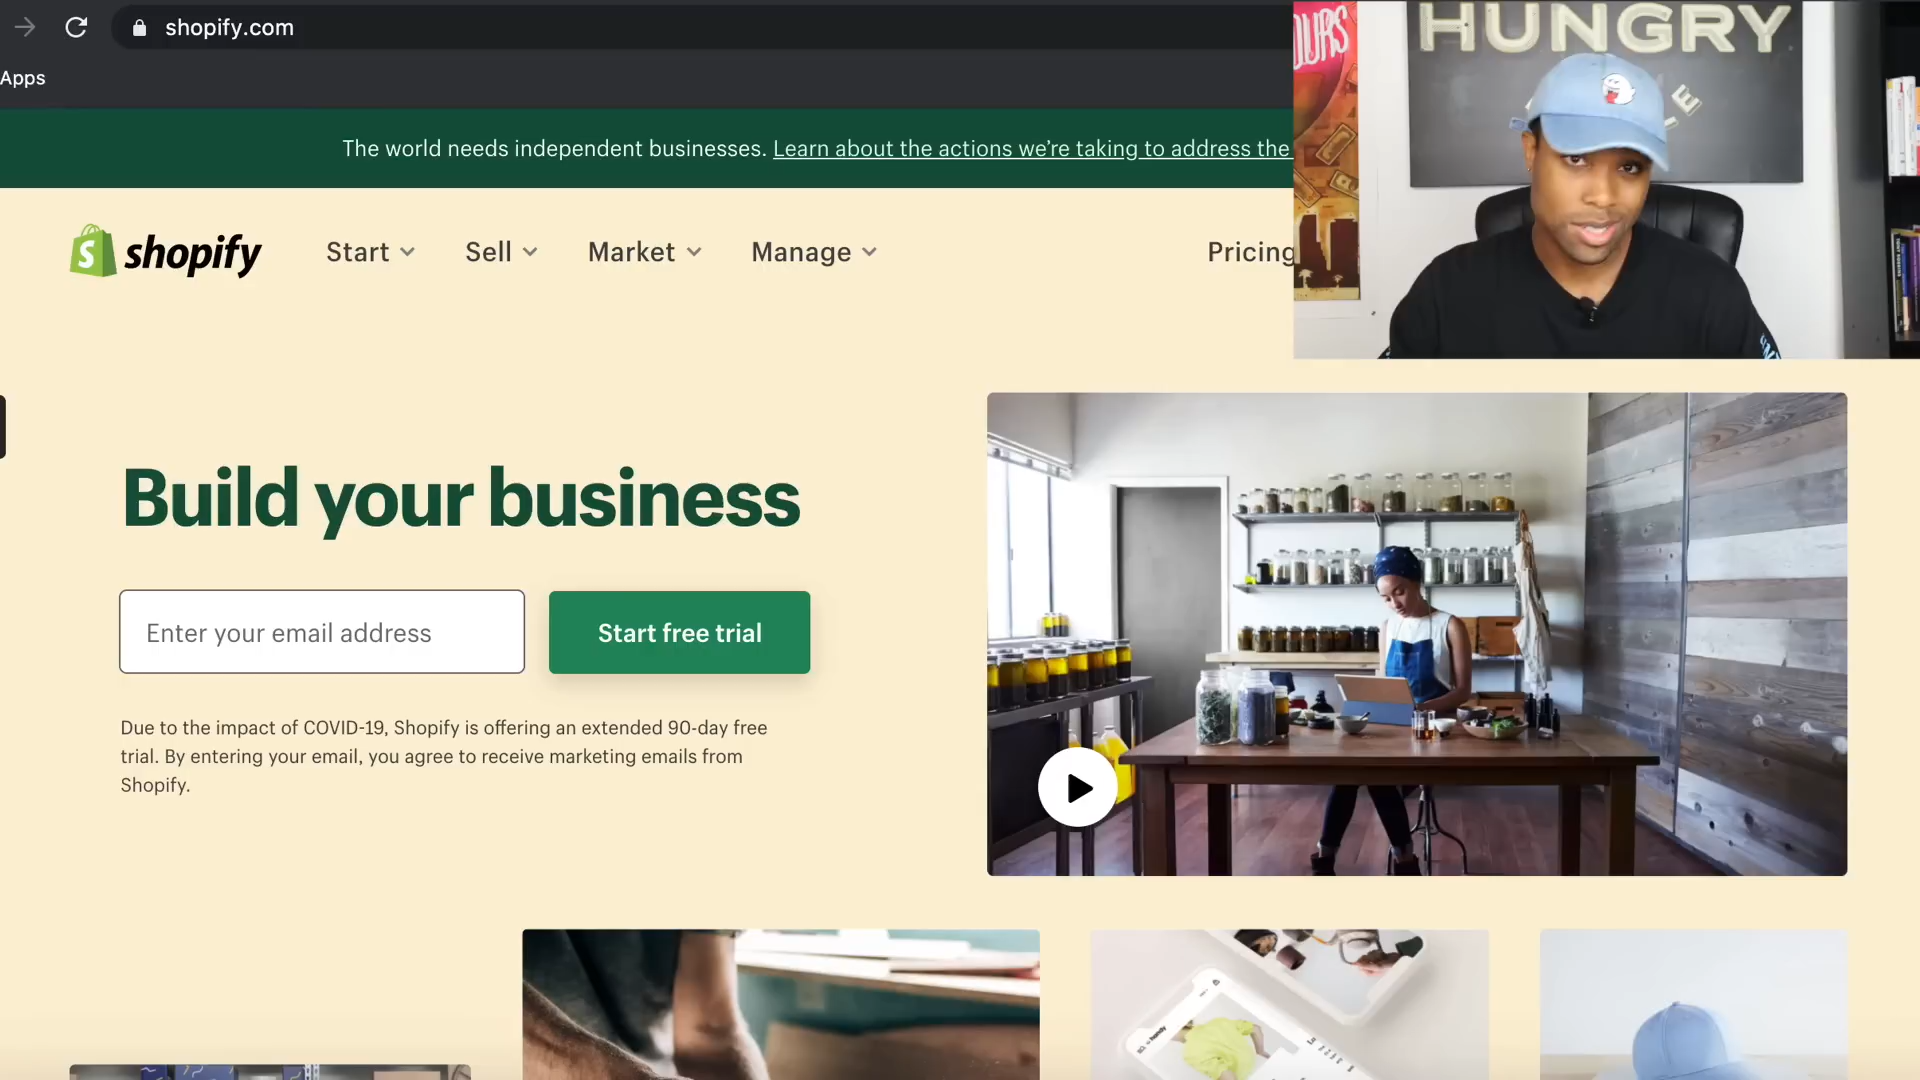 shopify.com
Apps
HUNGRY
The world needs independent businesses. Learn about the actions we're taking to address the
shopify
Start
Sell
Market
Manage
Pricing
Build your business
Enter your email address
Start free trial
Due to the impact of COVID-19, Shopify is offering an extended 90-day free
trial. By entering your email, you agree to receive marketing emails from
Shopify.